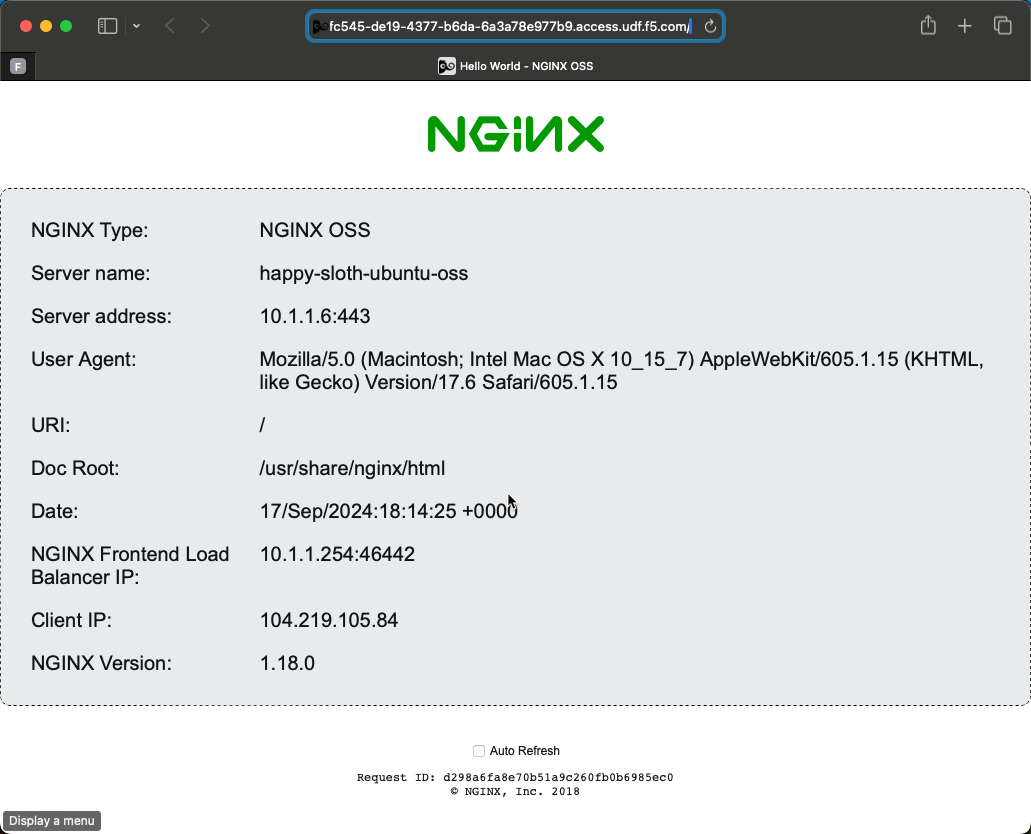 fc545-de19-4377-b6da-6a3a78e977b9.access.udf.f5.com/
F
Hello World - NGINX OSS
NGINX
NGINX Type: NGINX OSS
Server name: happy-sloth-ubuntu-oss
Server address: 10.1.1.6:443
User Agent: Mozilla/5.0 (Macintosh; Intel Mac OS X 10_15_7) AppleWebKit/605.1.15 (KHTML,
like Gecko) Version/17.6 Safari/605.1.15
URI: /
Doc Root: /usr/share/nginx/html
Date: 17/Sep/2024:18:14:25 +0000
NGINX Frontend Load 10.1.1.254:46442
Balancer IP:
Client IP: 104.219.105.84
NGINX Version: 1.18.0
Auto Refresh
Request ID: d298a6fa8e70b51a9c260fb0b6985ec0
© NGINX, Inc. 2018
Display a menu